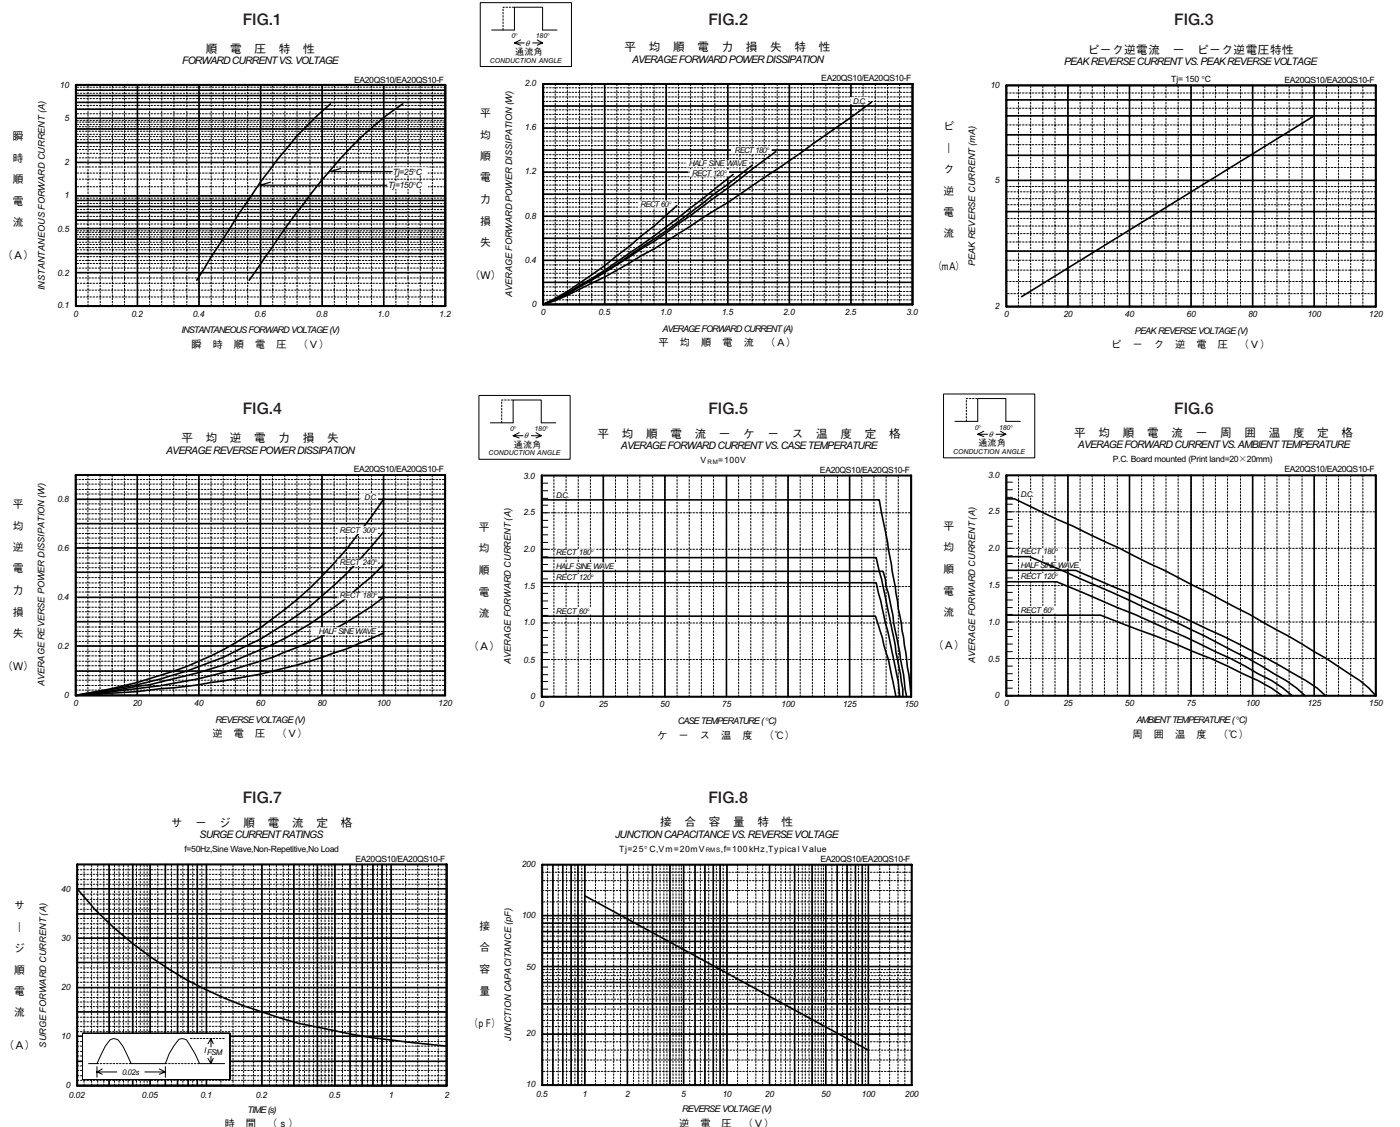 FIG.1
順電圧特性
FORWARD CURRENT VS. VOLTAGE
EA20QS10/EA20QS10-F
瞬時順電流 (A)
INSTANTANEOUS FORWARD CURRENT (A)
10
5
2
1
0.5
0.2
0.1
Tj=25°C
Tj=150°C
0 0.2 0.4 0.6 0.8 1.0 1.2
INSTANTANEOUS FORWARD VOLTAGE (V)
瞬時順電圧 (V)
0° 180°
θ
通流角
CONDUCTION ANGLE
FIG.2
平均順電力損失特性
AVERAGE FORWARD POWER DISSIPATION
EA20QS10/EA20QS10-F
平均順電力損失 (W)
AVERAGE FORWARD POWER DISSIPATION (W)
2.0
1.6
1.2
0.8
0.4
0
D.C.
RECT 180°
HALF SINE WAVE
RECT 120°
RECT 60°
0 0.5 1.0 1.5 2.0 2.5 3.0
AVERAGE FORWARD CURRENT (A)
平均順電流 (A)
FIG.3
ピーク逆電流 ー ピーク逆電圧特性
PEAK REVERSE CURRENT VS. PEAK REVERSE VOLTAGE
Tj= 150 °C
EA20QS10/EA20QS10-F
ピーク逆電流 (mA)
PEAK REVERSE CURRENT (mA)
10
5
2
0 20 40 60 80 100 120
PEAK REVERSE VOLTAGE (V)
ピーク逆電圧 (V)
FIG.4
平均逆電力損失
AVERAGE REVERSE POWER DISSIPATION
EA20QS10/EA20QS10-F
平均逆電力損失 (W)
AVERAGE REVERSE POWER DISSIPATION (W)
0.8
0.6
0.4
0.2
0
D.C.
RECT 300°
RECT 240°
RECT 180°
HALF SINE WAVE
0 20 40 60 80 100 120
REVERSE VOLTAGE (V)
逆電圧 (V)
0° 180°
θ
通流角
CONDUCTION ANGLE
FIG.5
平均順電流ーケース温度定格
AVERAGE FORWARD CURRENT VS. CASE TEMPERATURE
VRM=100V
EA20QS10/EA20QS10-F
平均順電流 (A)
AVERAGE FORWARD CURRENT (A)
3.0
2.5
2.0
1.5
1.0
0.5
0
D.C.
RECT 180°
HALF SINE WAVE
RECT 120°
RECT 60°
0 25 50 75 100 125 150
CASE TEMPERATURE (°C)
ケース温度 (℃)
0° 180°
θ
通流角
CONDUCTION ANGLE
FIG.6
平均順電流ー周囲温度定格
AVERAGE FORWARD CURRENT VS. AMBIENT TEMPERATURE
P.C. Board mounted (Print land=20×20mm)
EA20QS10/EA20QS10-F
平均順電流 (A)
AVERAGE FORWARD CURRENT (A)
3.0
2.5
2.0
1.5
1.0
0.5
0
D.C.
RECT 180°
HALF SINE WAVE
RECT 120°
RECT 60°
0 25 50 75 100 125 150
AMBIENT TEMPERATURE (°C)
周囲温度 (℃)
FIG.7
サージ順電流定格
SURGE CURRENT RATINGS
f=50Hz,Sine Wave,Non-Repetitive,No Load
EA20QS10/EA20QS10-F
サージ順電流 (A)
SURGE FORWARD CURRENT (A)
40
30
20
10
0
IFSM
0.02s
0.02 0.05 0.1 0.2 0.5 1 2
TIME (s)
時間 (s)
FIG.8
接合容量特性
JUNCTION CAPACITANCE VS. REVERSE VOLTAGE
Tj=25°C,Vm=20mVRMS,f=100kHz,Typical Value
EA20QS10/EA20QS10-F
接合容量 (pF)
JUNCTION CAPACITANCE (pF)
200
100
50
20
10
0.5 1 2 5 10 20 50 100 200
REVERSE VOLTAGE (V)
逆電圧 (V)